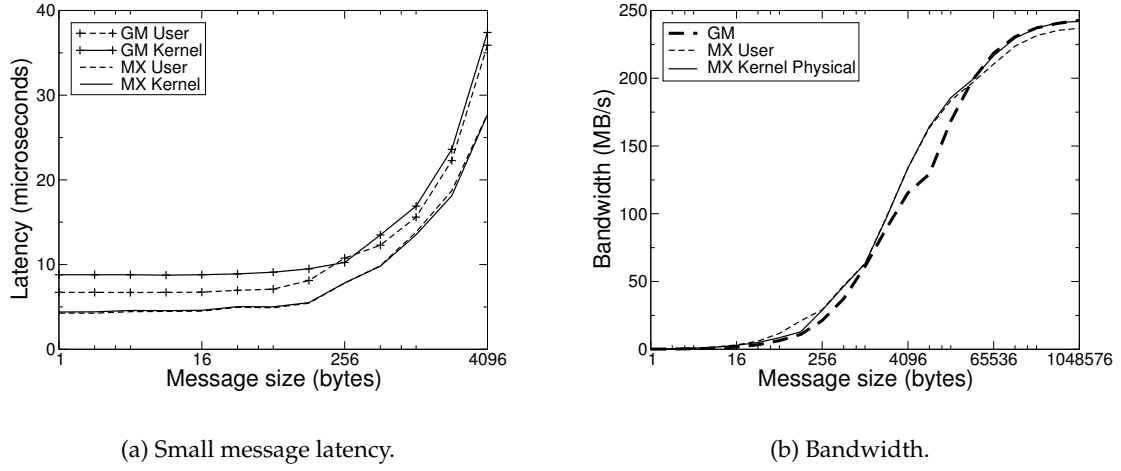 40
30
20
10
0
Latency (microseconds)
GM User
GM Kernel
MX User
MX Kernel
1
16
256
4096
Message size (bytes)
(a) Small message latency.
250
200
150
100
50
0
Bandwidth (MB/s)
GM
MX User
MX Kernel Physical
1
16
256
4096
65536
1048576
Message size (bytes)
(b) Bandwidth.